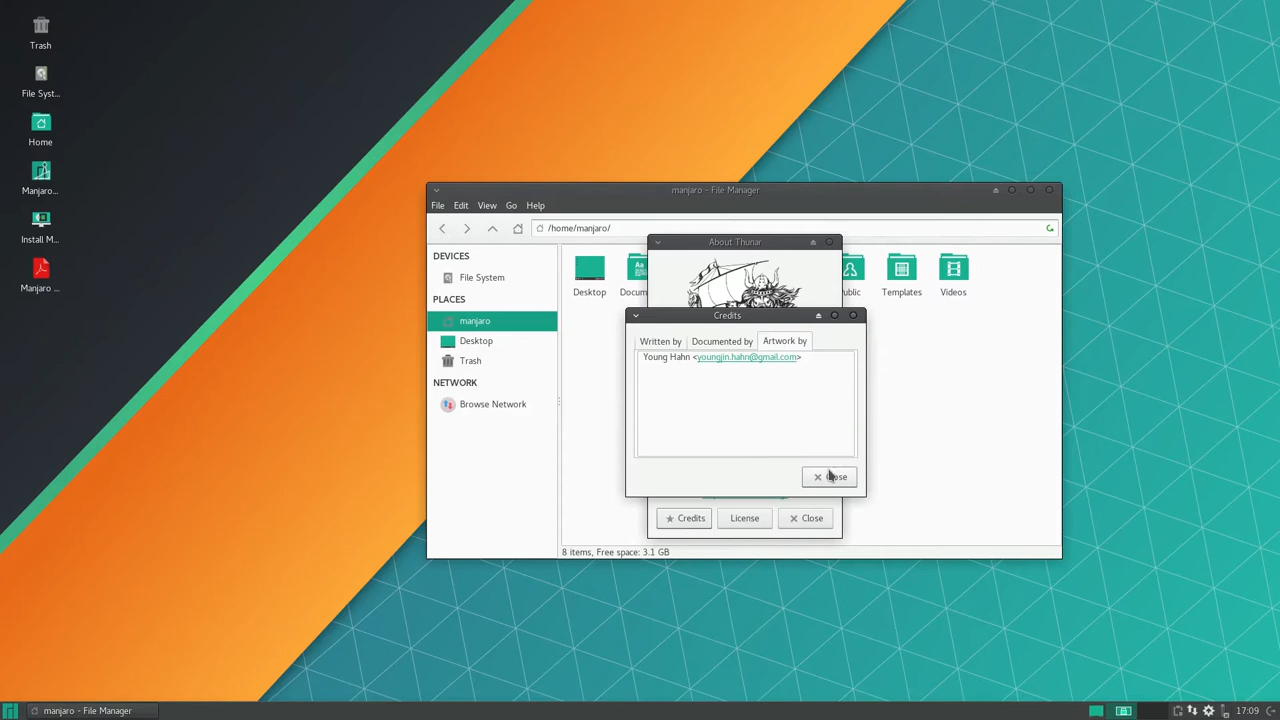 Trash
File Syst...
Home
Manjaro...
Install M...
Manjaro ...
manjaro - File Manager
File Edit View Go Help
/home/manjaro/
DEVICES
File System
PLACES
manjaro
Desktop
Trash
NETWORK
Browse Network
Desktop
Templates
Videos
About Thunar
Credits
Written by Documented by Artwork by
Young Hahn <youngjin.hahn@gmail.com>
Credits License Close
8 items, Free space: 3.1 GB
manjaro - File Manager
17:09